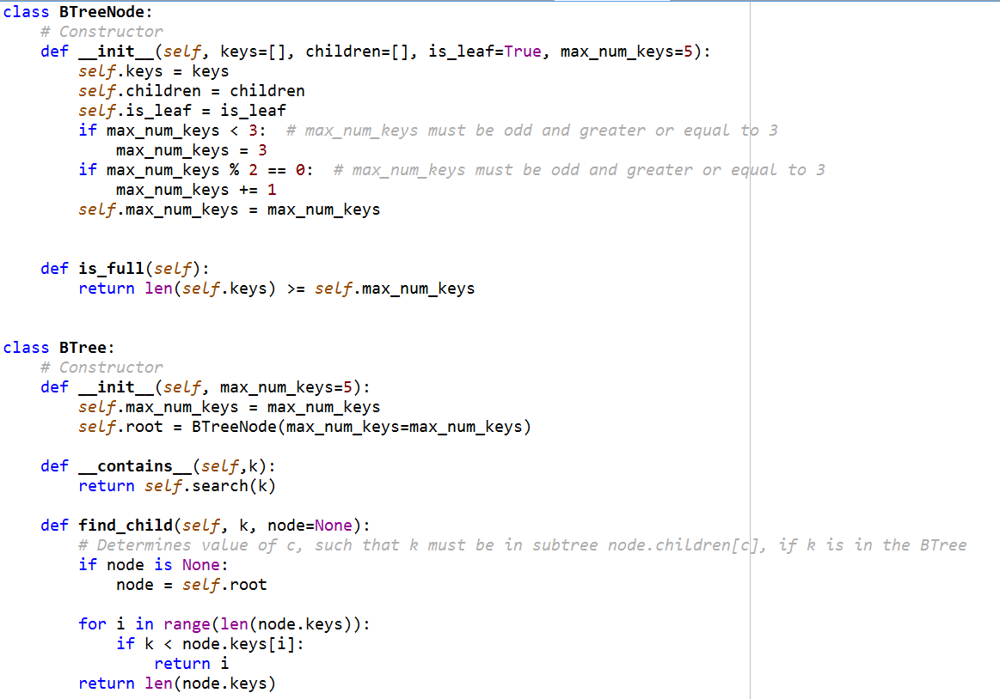 class BTreeNode:
    # Constructor
    def __init__(self, keys=[], children=[], is_leaf=True, max_num_keys=5):
        self.keys = keys
        self.children = children
        self.is_leaf = is_leaf
        if max_num_keys < 3:  # max_num_keys must be odd and greater or equal to 3
            max_num_keys = 3
        if max_num_keys % 2 == 0:  # max_num_keys must be odd and greater or equal to 3
            max_num_keys += 1
        self.max_num_keys = max_num_keys


    def is_full(self):
        return len(self.keys) >= self.max_num_keys


class BTree:
    # Constructor
    def __init__(self, max_num_keys=5):
        self.max_num_keys = max_num_keys
        self.root = BTreeNode(max_num_keys=max_num_keys)

    def __contains__(self,k):
        return self.search(k)

    def find_child(self, k, node=None):
        # Determines value of c, such that k must be in subtree node.children[c], if k is in the BTree
        if node is None:
            node = self.root

        for i in range(len(node.keys)):
            if k < node.keys[i]:
                return i
        return len(node.keys)